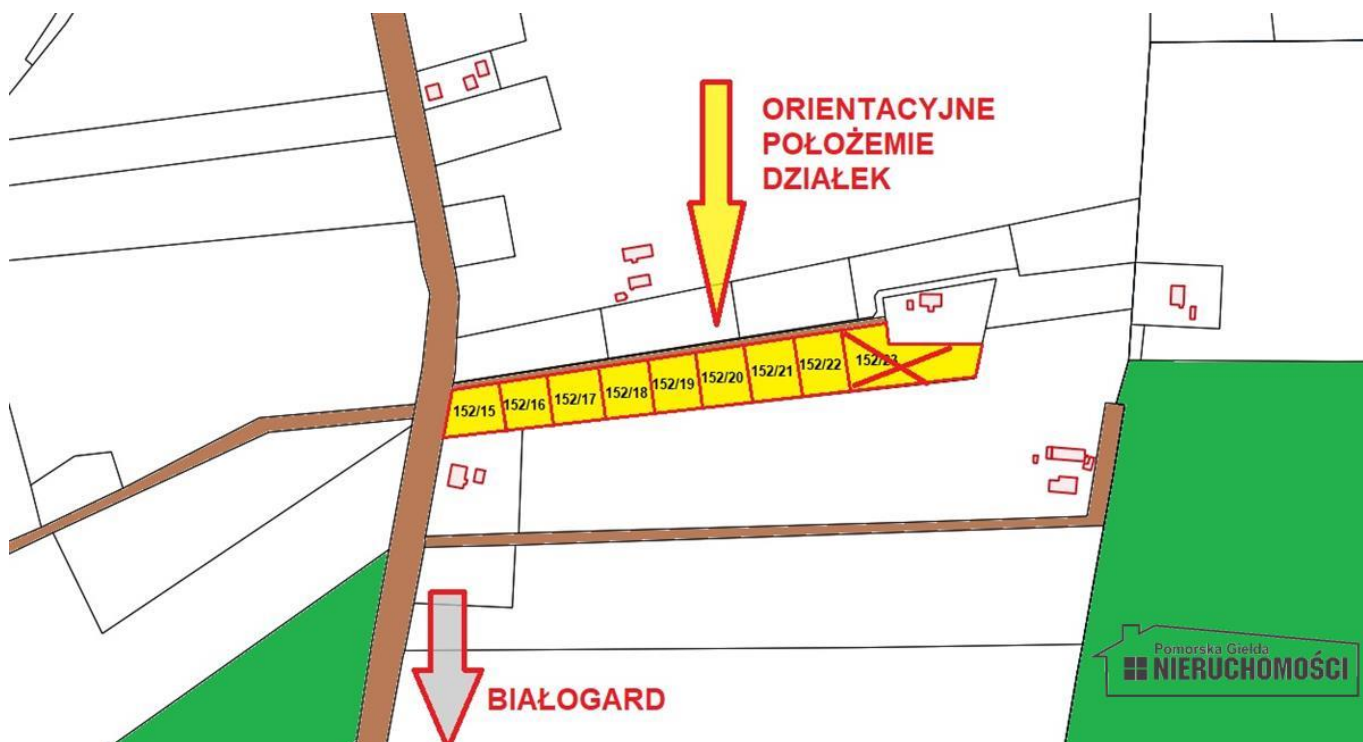 ORIENTACYJNE
POŁOŻEMIE
DZIAŁEK
152/15
152/16
152/17
152/18
152/19
152/20
152/21
152/22
152/23
BIAŁOGARD
Pomorska Giełda
NIERUCHOMOŚCI